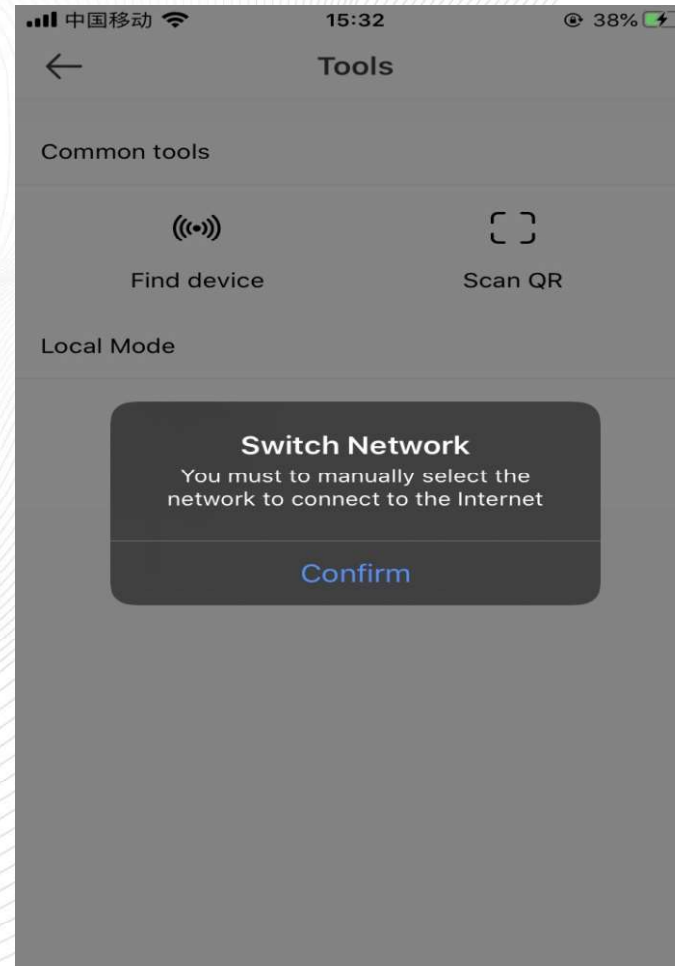 中国移动 15:32 38%
Tools
Common tools
Find device Scan QR
Local Mode
Switch Network
You must to manually select the
network to connect to the Internet
Confirm